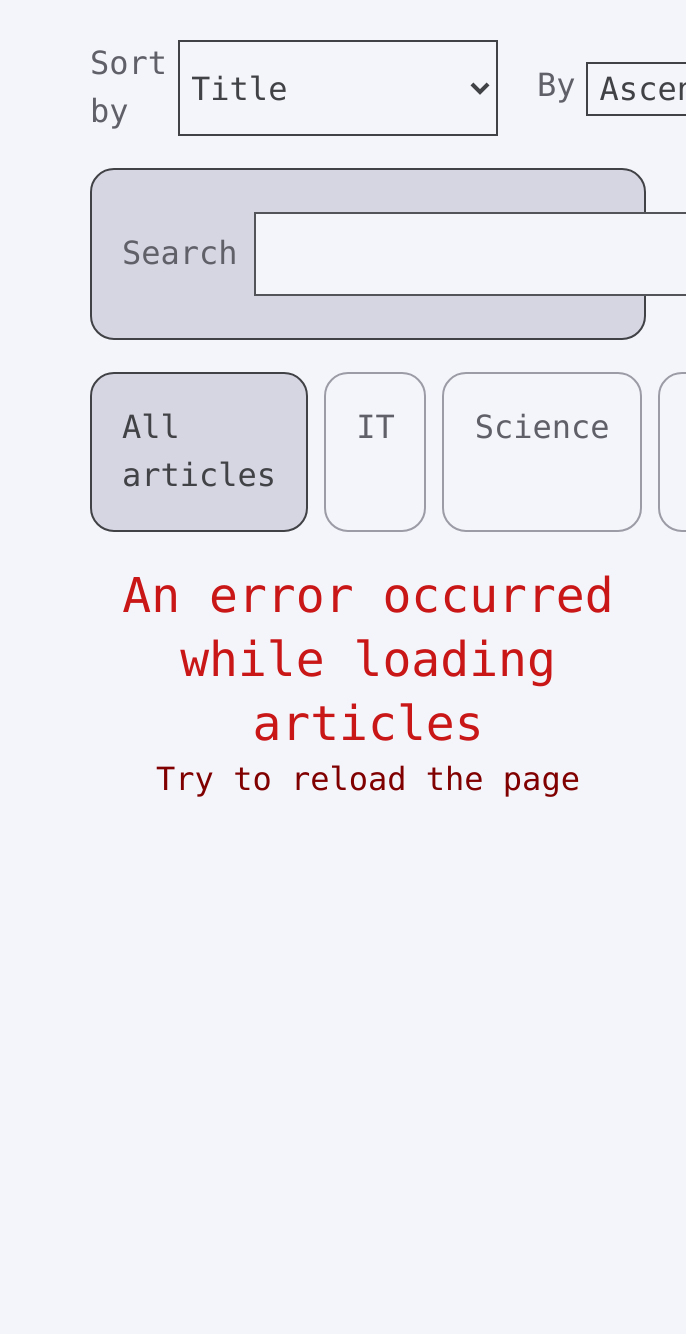 Sort by
Title
By
Ascen
Search
All articles
IT
Science
An error occurred
while loading
articles
Try to reload the page